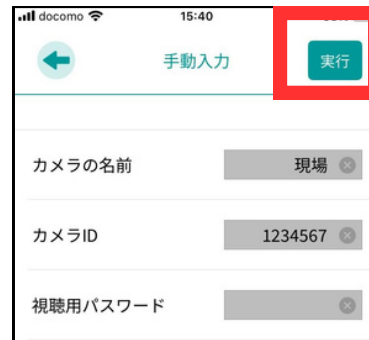 docomo 15:40
手動入力 実行
カメラの名前 現場
カメラID 1234567
視聴用パスワード